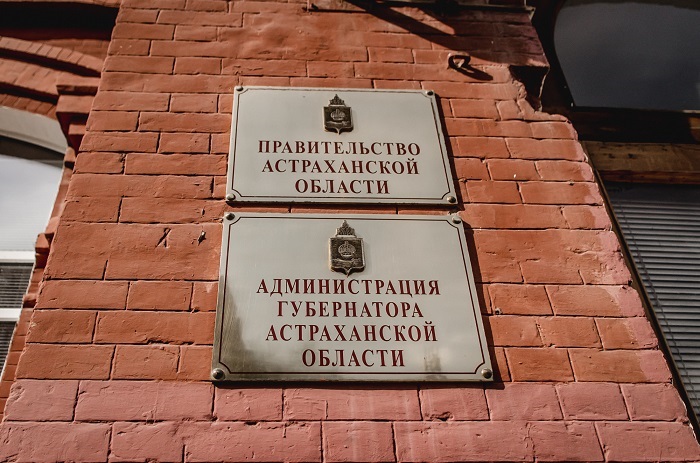 ПРАВИТЕЛЬСТВО
АСТРАХАНСКОЙ
ОБЛАСТИ
АДМИНИСТРАЦИЯ
ГУБЕРНАТОРА
АСТРАХАНСКОЙ
ОБЛАСТИ